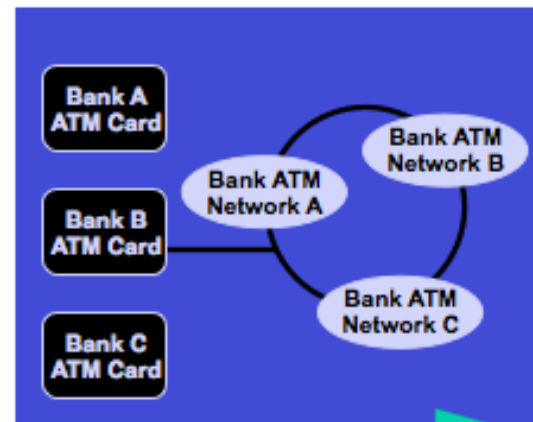 Bank A
ATM Card
Bank B
ATM Card
Bank C
ATM Card
Bank ATM
Network A
Bank ATM
Network B
Bank ATM
Network C